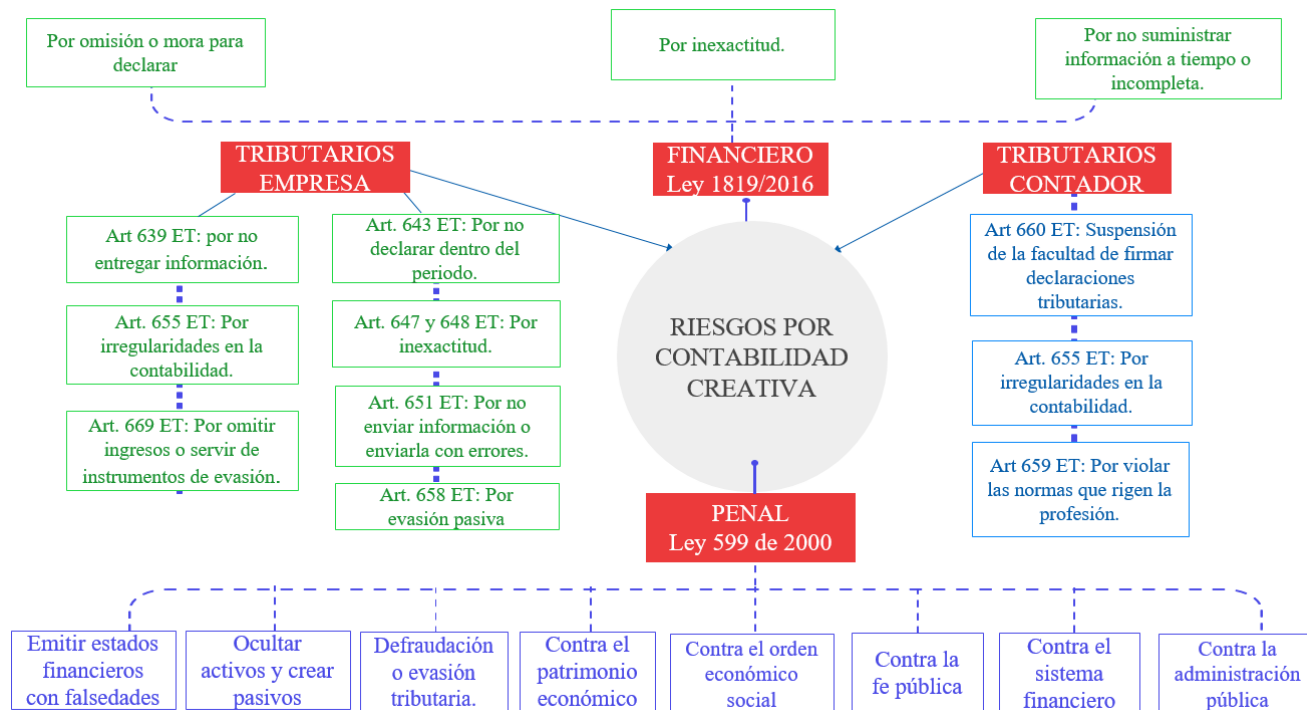 Por omisión o mora para
declarar
Por inexactitud.
Por no suministrar
información a tiempo o
incompleta.
TRIBUTARIOS
EMPRESA
FINANCIERO
Ley 1819/2016
TRIBUTARIOS
CONTADOR
Art 639 ET: por no
entregar información.
Art. 655 ET: Por
irregularidades en la
contabilidad.
Art. 669 ET: Por omitir
ingresos o servir de
instrumentos de evasión.
Art. 643 ET: Por no
declarar dentro del
periodo.
Art. 647 y 648 ET: Por
inexactitud.
Art. 651 ET: Por no
enviar información o
enviarla con errores.
Art. 658 ET: Por
evasión pasiva
RIESGOS POR
CONTABILIDAD
CREATIVA
Art 660 ET: Suspensión
de la facultad de firmar
declaraciones
tributarias.
Art. 655 ET: Por
irregularidades en la
contabilidad.
Art 659 ET: Por violar
las normas que rigen la
profesión.
PENAL
Ley 599 de 2000
Emitir estados
financieros
con falsedades
Ocultar
activos y crear
pasivos
Defraudación
o evasión
tributaria.
Contra el
patrimonio
económico
Contra el orden
económico
social
Contra la
fe pública
Contra el
sistema
financiero
Contra la
administración
pública